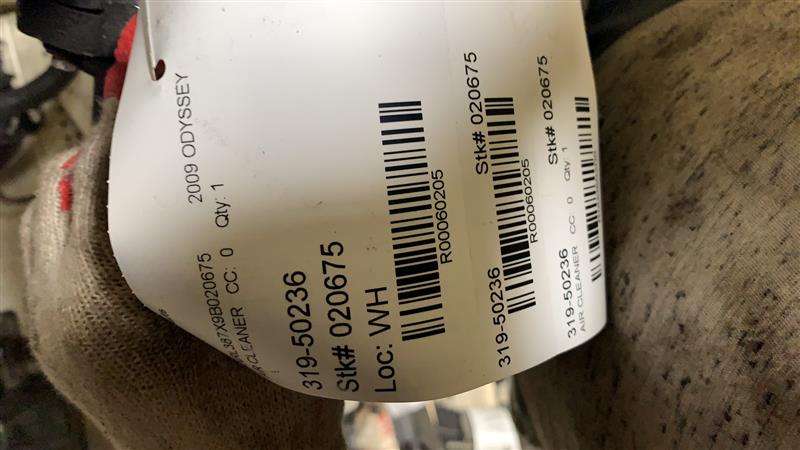 2009 ODYSSEY
CLEANER CC: 0 Qty: 1
319-50236
Stk# 020675
Loc: WH
R00060205
319-50236 Stk# 020675
R00060205
319-50236 Stk# 020675
AIR CLEANER CC: 0 Qty: 1